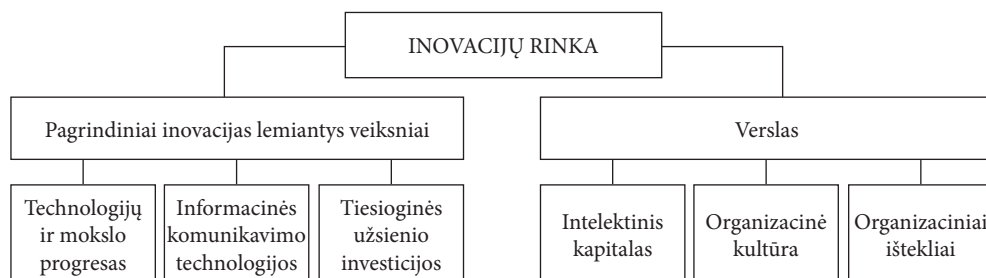 INOVACIJŲ RINKA
Pagrindiniai inovacijas lemiantys veiksniai
Verslas
Technologijų
ir mokslo
progresas
Informacinės
komunikavimo
technologijos
Tiesioginės
užsienio
investicijos
Intelektinis
kapitalas
Organizacinė
kultūra
Organizaciniai
ištekliai